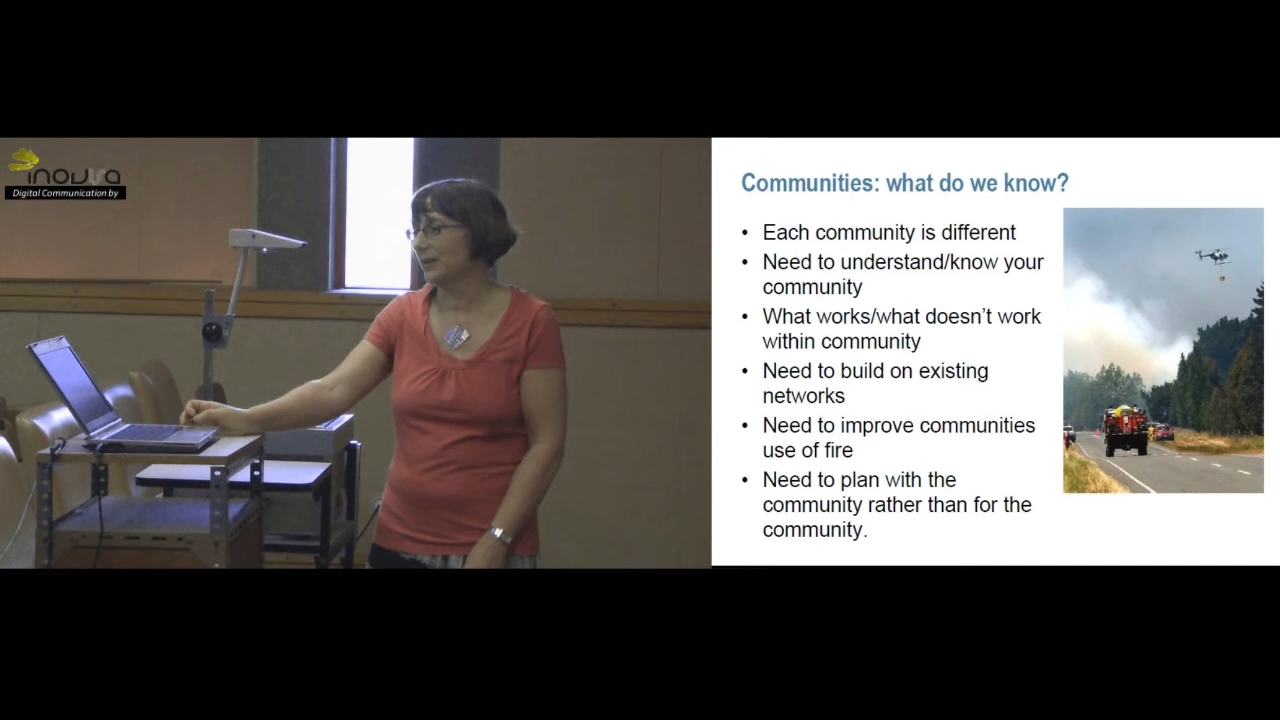 inovia
Digital Communication by
Communities: what do we know?
• Each community is different
• Need to understand/know your
community
• What works/what doesn't work
within community
• Need to build on existing
networks
• Need to improve communities
use of fire
• Need to plan with the
community rather than for the
community.